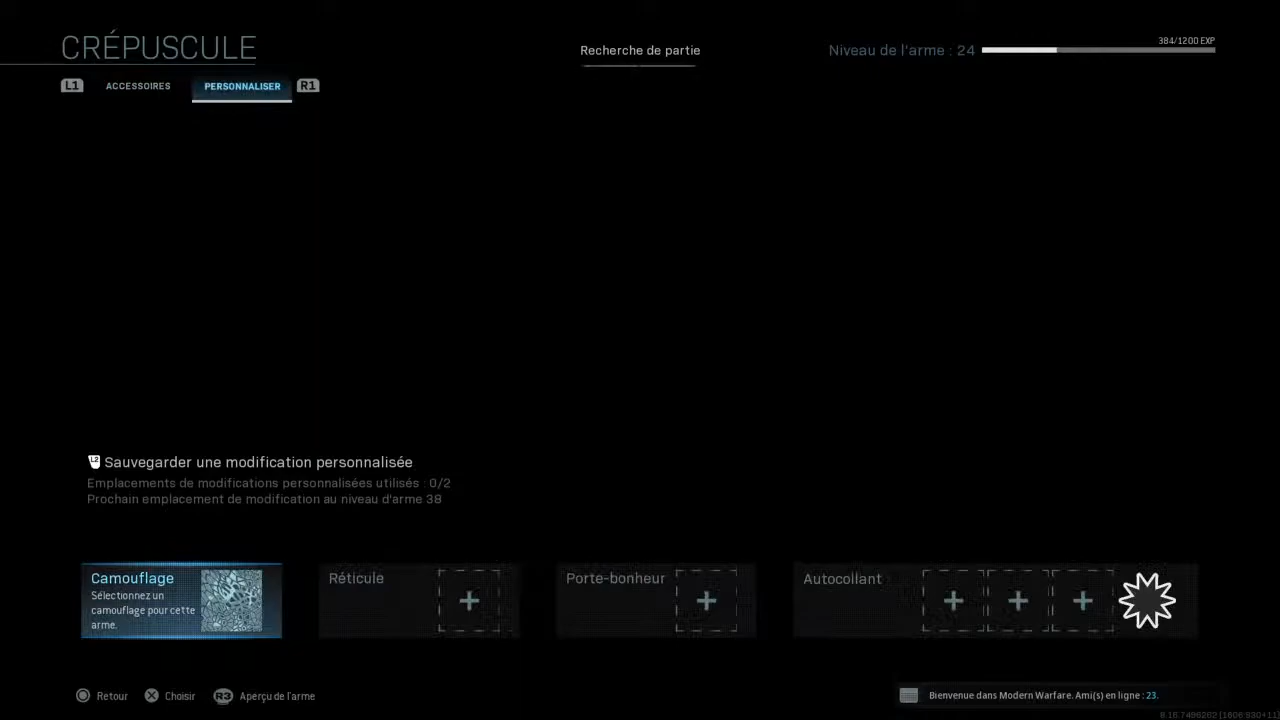 CRÉPUSCULE
Recherche de partie
Niveau de l'arme : 24
384/1200 EXP
L1 ACCESSOIRES PERSONNALISER R1
L2 Sauvegarder une modification personnalisée
Emplacements de modifications personnalisées utilisés : 0/2
Prochain emplacement de modification au niveau d'arme 38
Camouflage
Sélectionnez un
camouflage pour cette
arme.
Réticule
Porte-bonheur
Autocollant
Retour Choisir R3 Aperçu de l'arme
Bienvenue dans Modern Warfare. Ami(s) en ligne : 23.